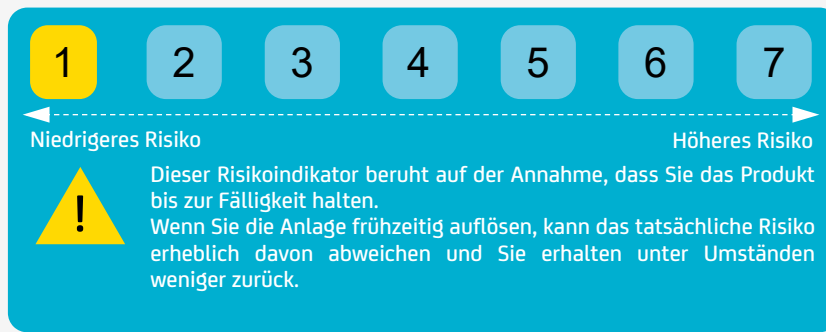 1 2 3 4 5 6 7
Niedrigeres Risiko Höheres Risiko
!
Dieser Risikoindikator beruht auf der Annahme, dass Sie das Produkt
bis zur Fälligkeit halten.
Wenn Sie die Anlage frühzeitig auflösen, kann das tatsächliche Risiko
erheblich davon abweichen und Sie erhalten unter Umständen
weniger zurück.